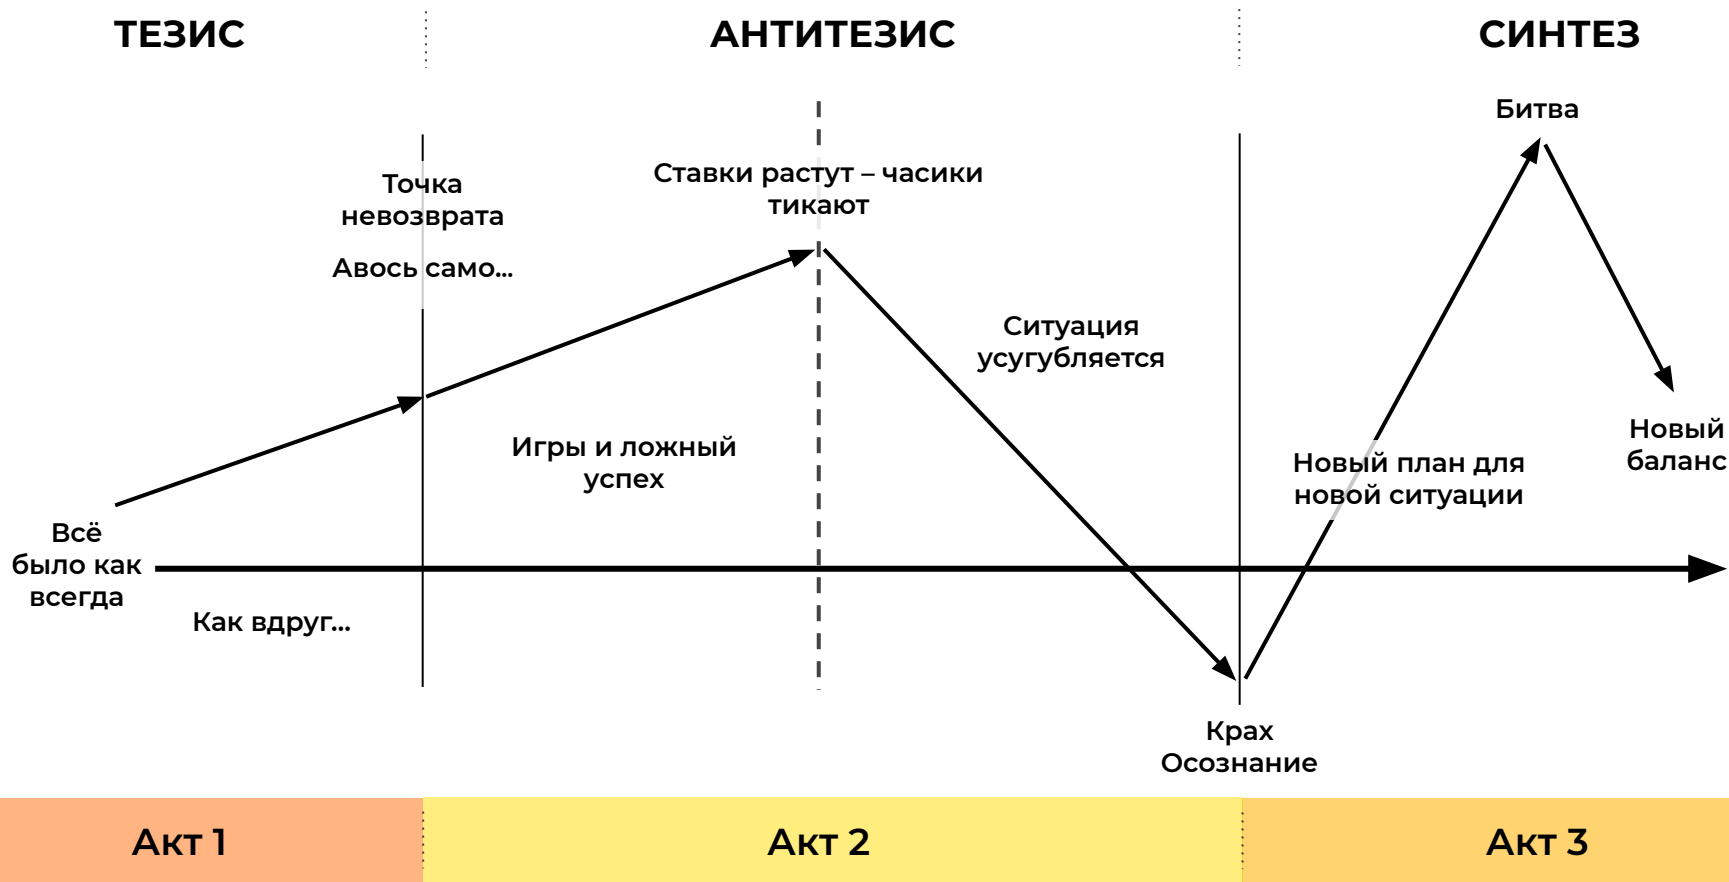 ТЕЗИС
АНТИТЕЗИС
СИНТЕЗ
Битва
Точка
невозврата
Авось само...
Ставки растут – часики
тикают
Ситуация
усугубляется
Игры и ложный
успех
Новый план для
новой ситуации
Новый
баланс
Всё
было как
всегда
Как вдруг...
Крах
Осознание
Акт 1
Акт 2
Акт 3